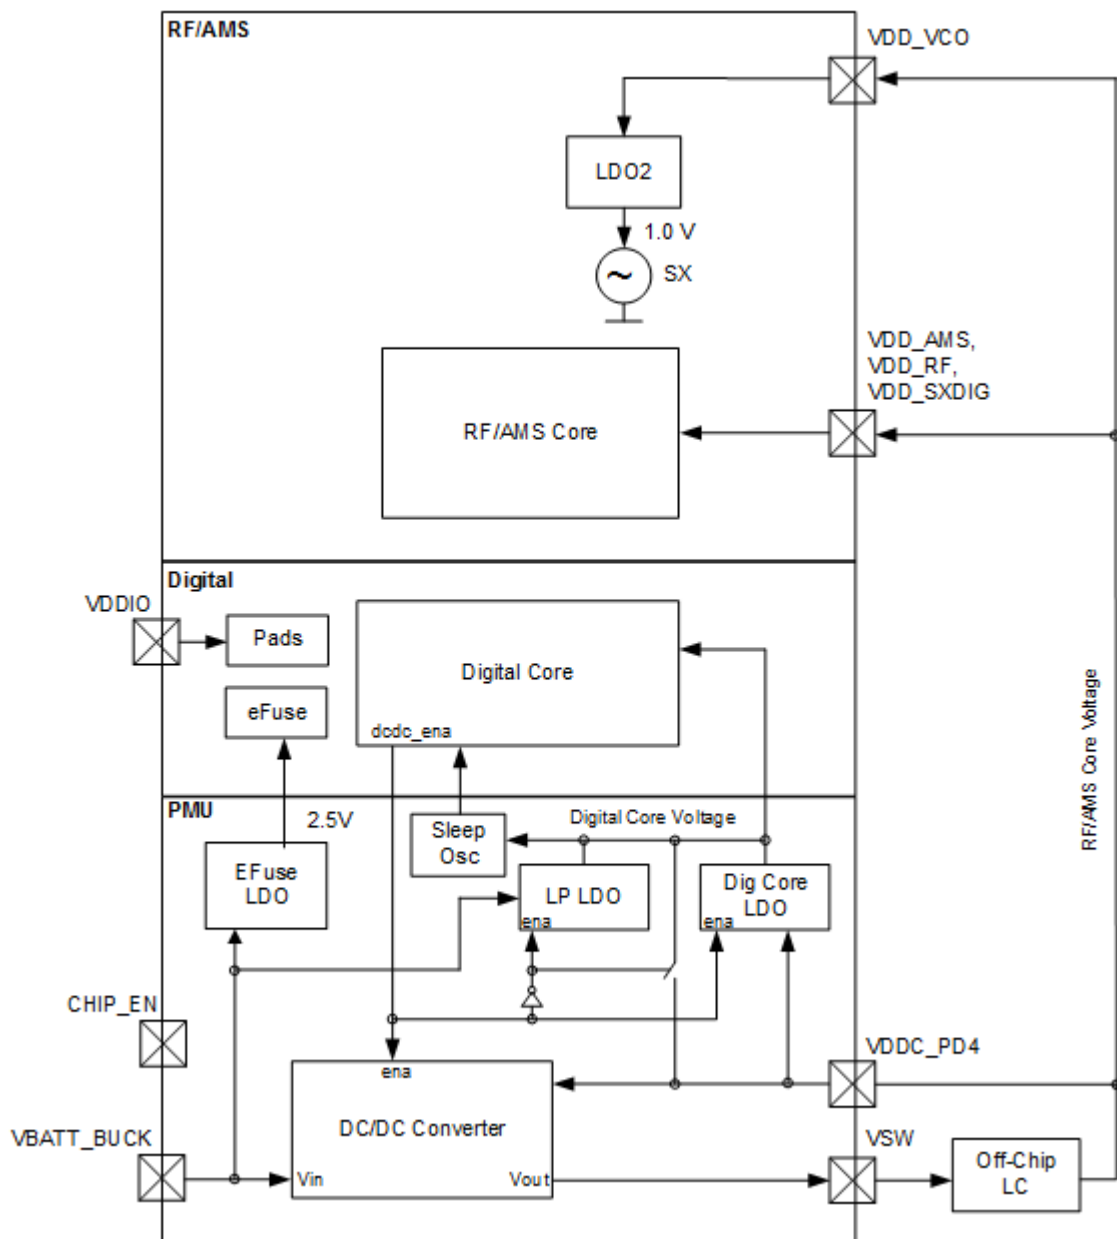 RF/AMS
VDD_VCO
LDO2
1.0 V
~
SX
VDD_AMS,
VDD_RF,
VDD_SXDIG
RF/AMS Core
Digital
VDDIO
Pads
eFuse
Digital Core
dcdc_ena
RF/AMS Core Voltage
PMU
2.5V
Sleep
Osc
Digital Core Voltage
EFuse
LDO
LP LDO
ena
Dig Core
LDO
ena
CHIP_EN
VDDC_PD4
ena
DC/DC Converter
VBATT_BUCK
Vin
Vout
VSW
Off-Chip
LC